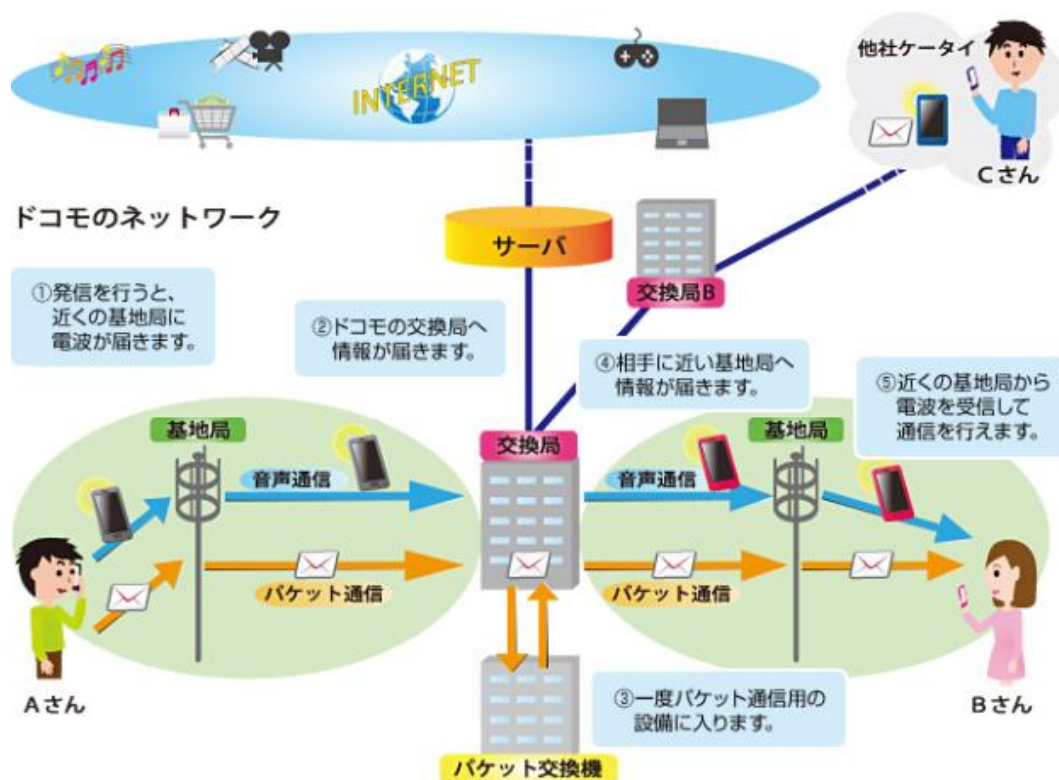 INTERNET
他社ケータイ
Cさん
ドコモのネットワーク
サーバ
交換局B
①発信を行うと、
近くの基地局に
電波が届きます。
②ドコモの交換局へ
情報が届きます。
④相手に近い基地局へ
情報が届きます。
⑤近くの基地局から
電波を受信して
通信を行えます。
基地局
交換局
基地局
音声通信
音声通信
パケット通信
パケット通信
Aさん
Bさん
③一度パケット通信用の
設備に入ります。
パケット交換機